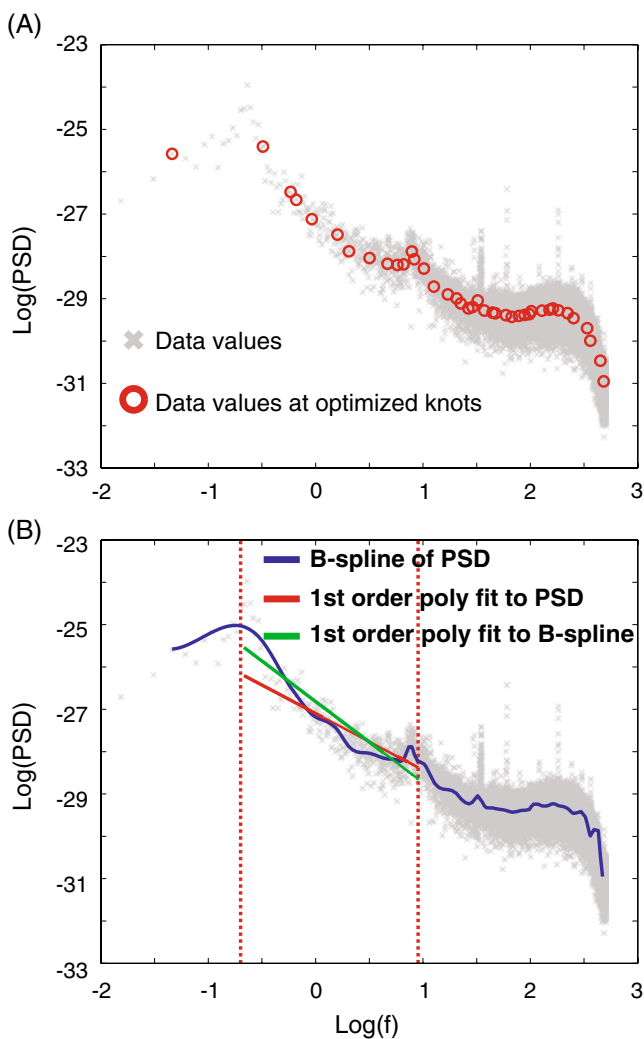 (A)
-23
-25
-27
-29
-31
-33
Log(PSD)
Data values
Data values at optimized knots
-2
-1
0
1
2
3
(B)
-23
-25
-27
-29
-31
-33
Log(PSD)
B-spline of PSD
1st order poly fit to PSD
1st order poly fit to B-spline
-2
-1
0
1
2
3
Log(f)